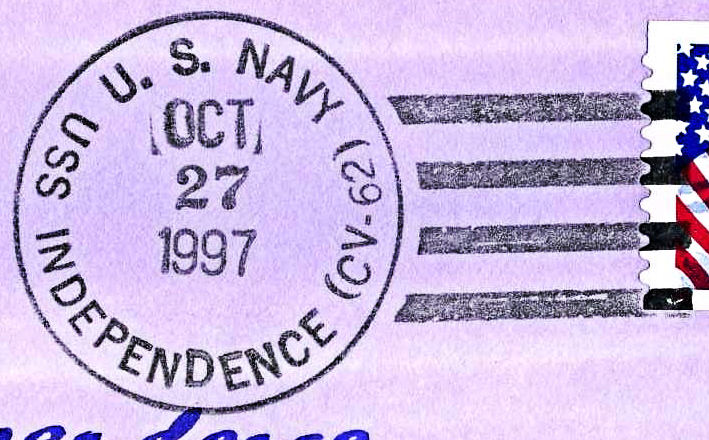 U. S. NAVY
USS INDEPENDENCE (CV-62)
OCT
27
1997